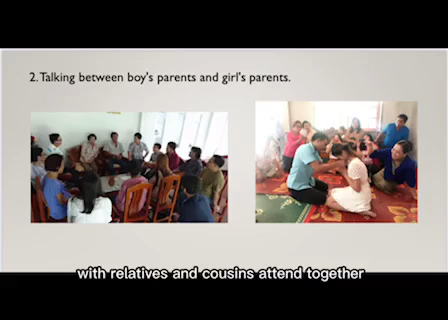 2. Talking between boy's parents and girl's parents.
with relatives and cousins attend together